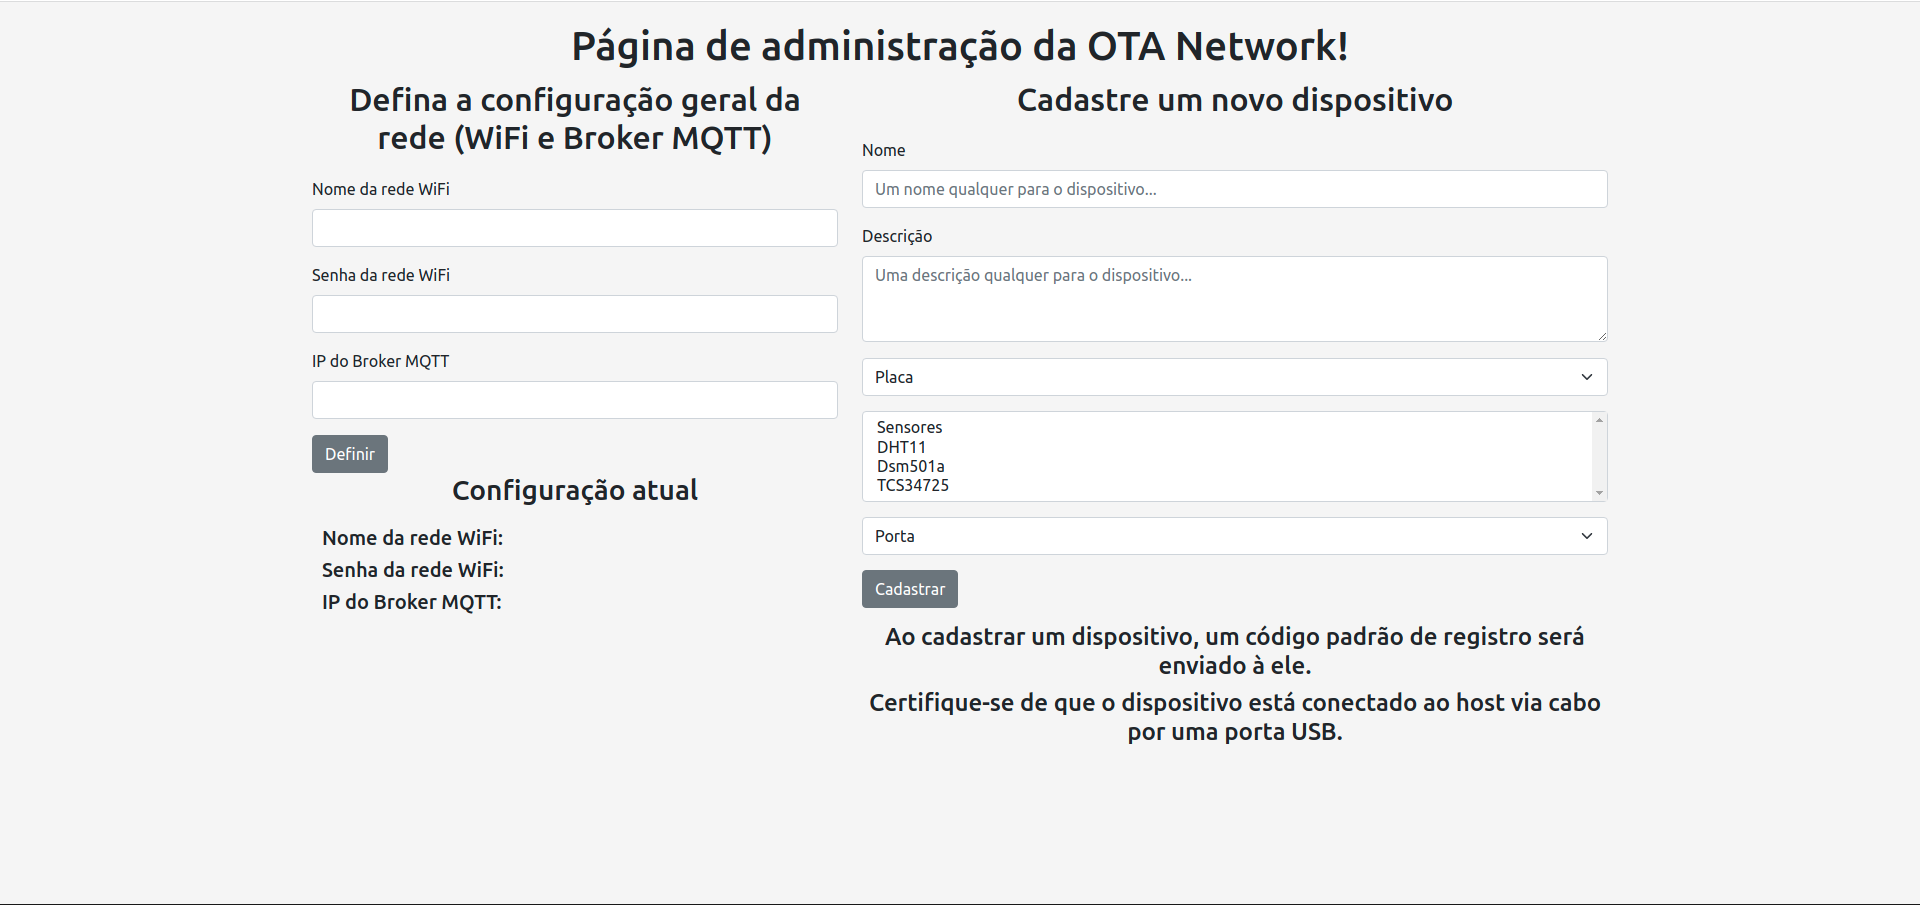 Página de administração da OTA Network!
Defina a configuração geral da
rede (WiFi e Broker MQTT)
Nome da rede WiFi
Senha da rede WiFi
IP do Broker MQTT
Definir
Configuração atual
Nome da rede WiFi:
Senha da rede WiFi:
IP do Broker MQTT:
Cadastre um novo dispositivo
Nome
Um nome qualquer para o dispositivo...
Descrição
Uma descrição qualquer para o dispositivo...
Placa
Sensores
DHT11
Dsm501a
TCS34725
Porta
Cadastrar
Ao cadastrar um dispositivo, um código padrão de registro será
enviado à ele.
Certifique-se de que o dispositivo está conectado ao host via cabo
por uma porta USB.